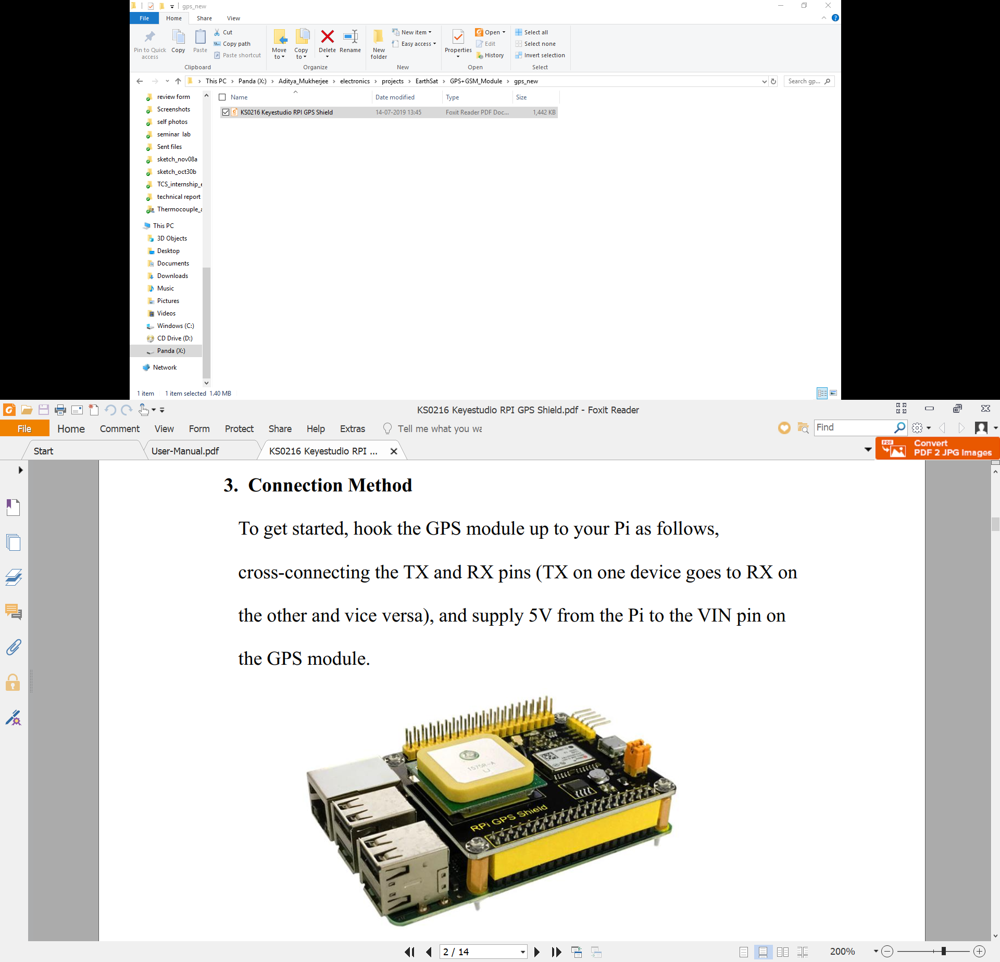 gps_new
File Home Share View
Pin to Quick access
Copy
Paste
Cut
Copy path
Paste shortcut
Clipboard
Move to
Copy to
Delete
Rename
Organize
New folder
New item
Easy access
New
Properties
Open
Edit
History
Open
Select all
Select none
Invert selection
Select
This PC > Panda (X:) > Aditya_Mukherjee > electronics > projects > EarthSat > GPS+GSM_Module > gps_new
Search gp...
Name Date modified Type Size
KS0216 Keyestudio RPI GPS Shield 14-07-2019 13:45 Foxit Reader PDF Doc... 1,442 KB
review form
Screenshots
self photos
seminar lab
Sent files
sketch_nov08a
sketch_oct30b
TCS_internship_e
technical report
Thermocouple_a
This PC
3D Objects
Desktop
Documents
Downloads
Music
Pictures
Videos
Windows (C:)
CD Drive (D:)
Panda (X:)
Network
1 item 1 item selected 1.40 MB
KS0216 Keyestudio RPI GPS Shield.pdf - Foxit Reader
File Home Comment View Form Protect Share Help Extras Tell me what you wa
Find
Start User-Manual.pdf KS0216 Keyestudio RPI ...
PDF
Convert
PDF 2 JPG Images
3. Connection Method
To get started, hook the GPS module up to your Pi as follows,
cross-connecting the TX and RX pins (TX on one device goes to RX on
the other and vice versa), and supply 5V from the Pi to the VIN pin on
the GPS module.
1575R-A
RPi GPS Shield
2 / 14
200%